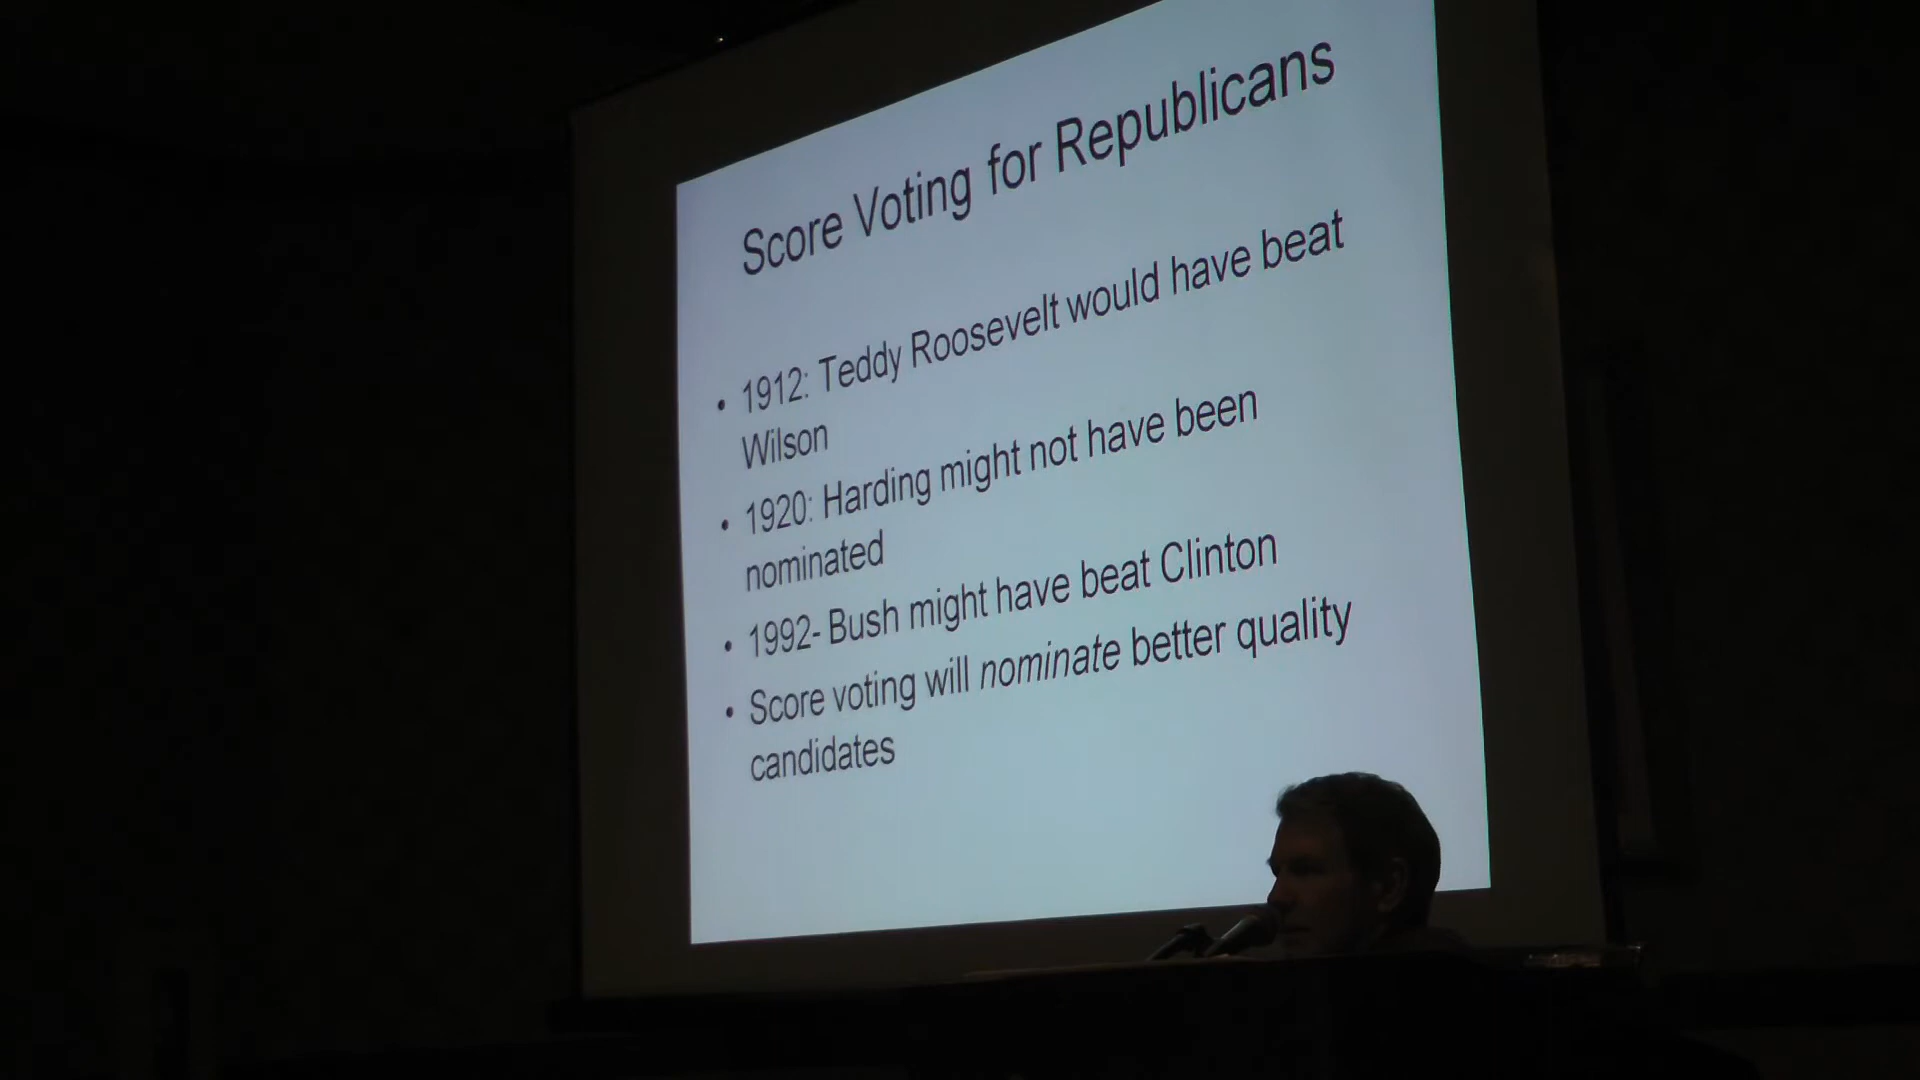 Score Voting for Republicans
• 1912: Teddy Roosevelt would have beat
Wilson
• 1920: Harding might not have been
nominated
• 1992- Bush might have beat Clinton
• Score voting will nominate better quality
candidates